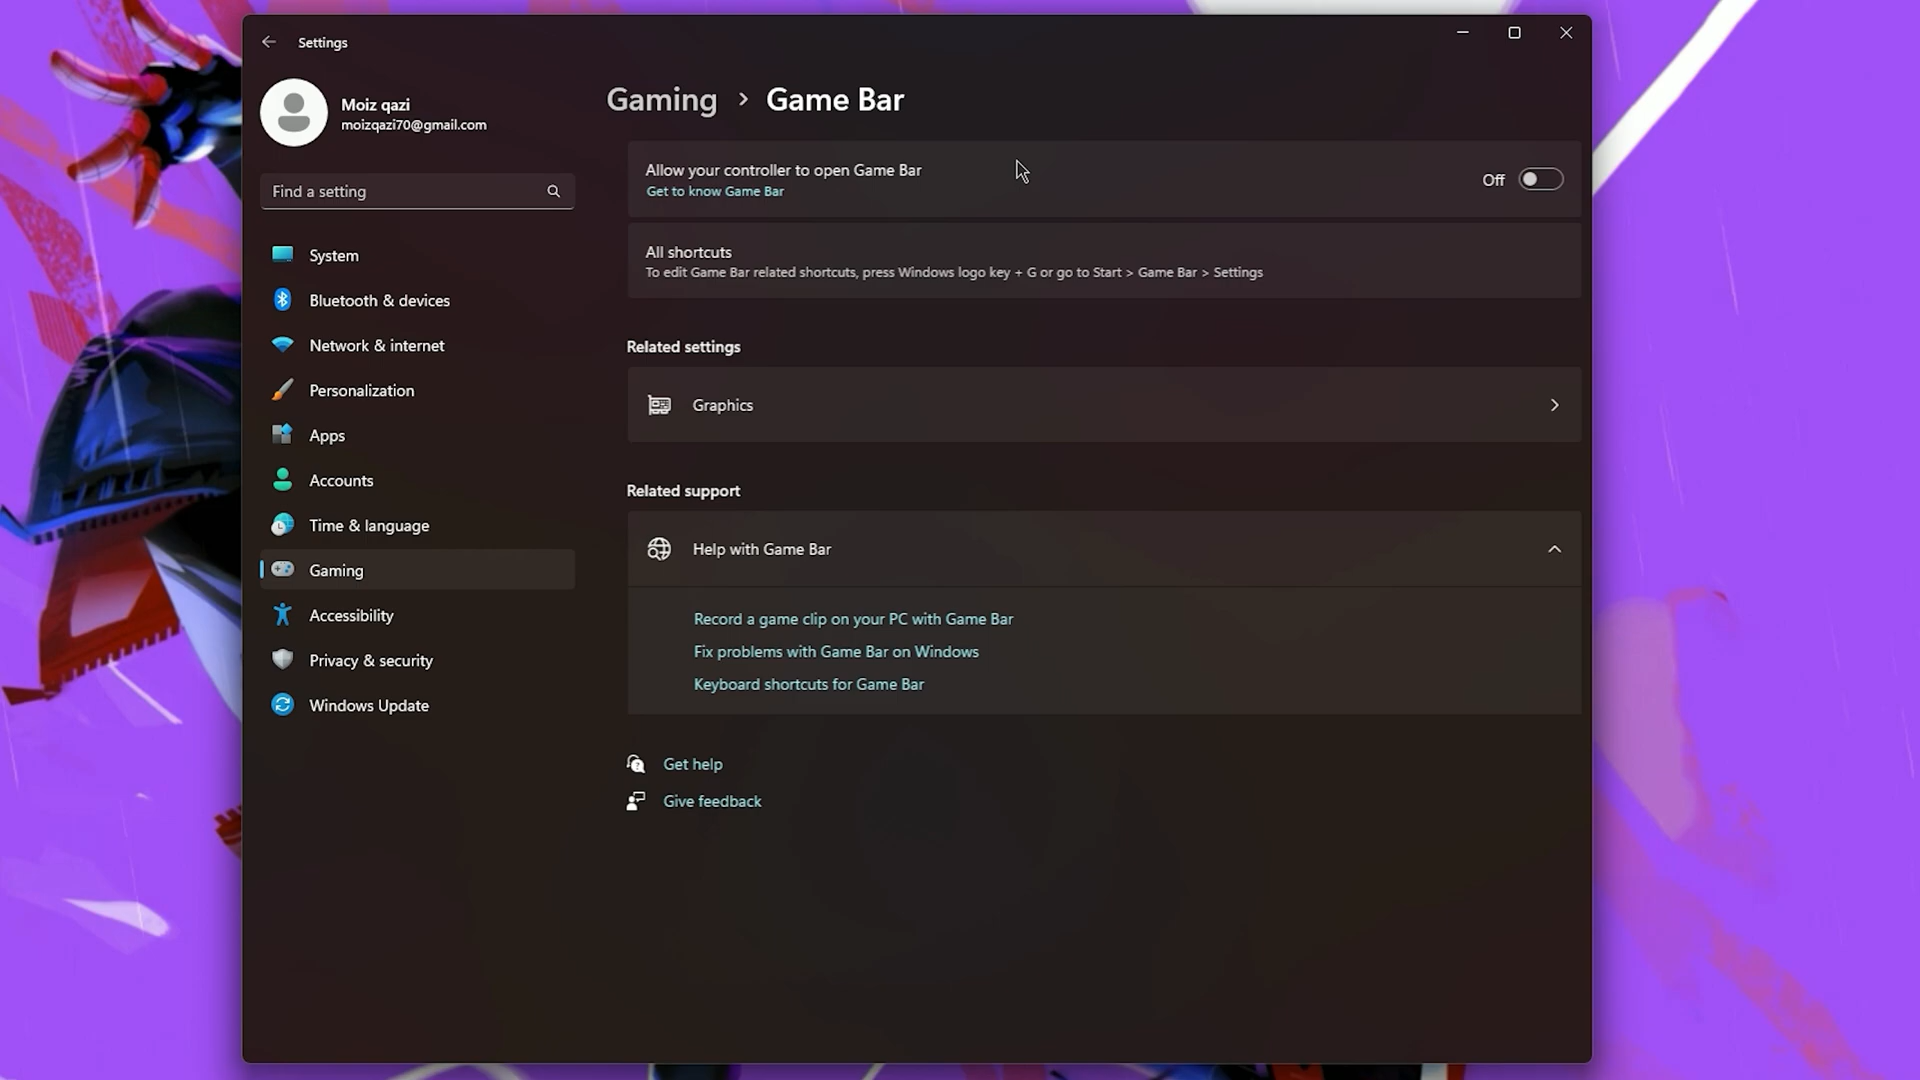 Settings
Moiz qazi
moizqazi70@gmail.com
Find a setting
System
Bluetooth & devices
Network & internet
Personalization
Apps
Accounts
Time & language
Gaming
Accessibility
Privacy & security
Windows Update
Gaming > Game Bar
Allow your controller to open Game Bar
Get to know Game Bar
Off
All shortcuts
To edit Game Bar related shortcuts, press Windows logo key + G or go to Start > Game Bar > Settings
Related settings
Graphics
Related support
Help with Game Bar
Record a game clip on your PC with Game Bar
Fix problems with Game Bar on Windows
Keyboard shortcuts for Game Bar
Get help
Give feedback